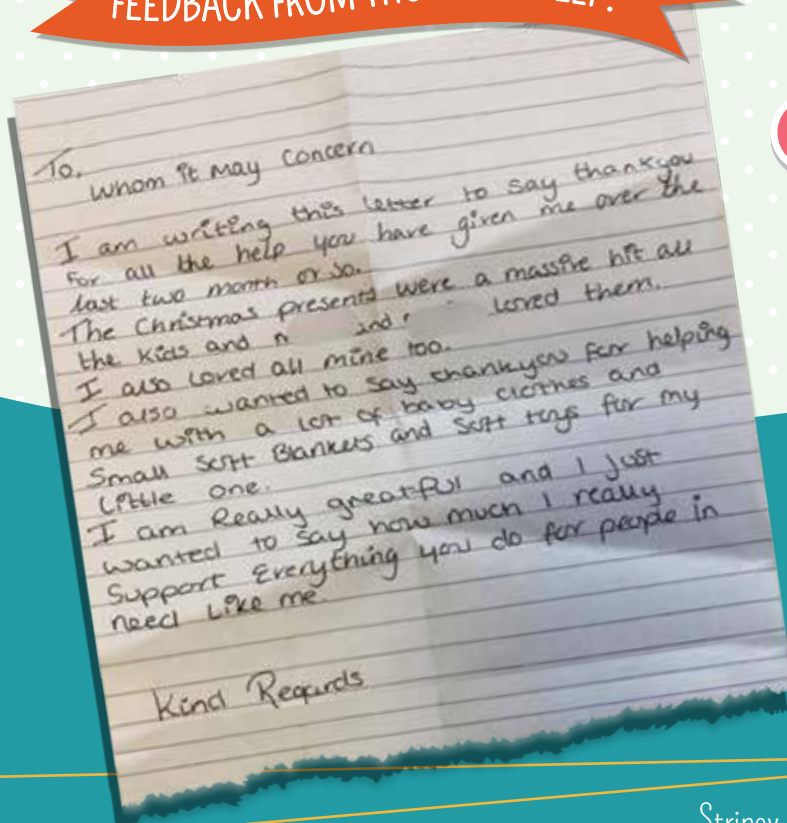 FEEDBACK FROM
To,
whom it may concern
I am writing this letter to say thankyou
for all the help you have given me over the
last two month or so.
The Christmas presents were a massive hit all
the kids and n and loved them.
I also loved all mine too.
I also wanted to say thankyou for helping
me with a lot of baby clothes and
Small soft Blankets and soft toys for my
little one.
I am Really greatful and I just
wanted to say how much I really
Support Everything you do for people in
need like me.
Kind Regards
Stripey